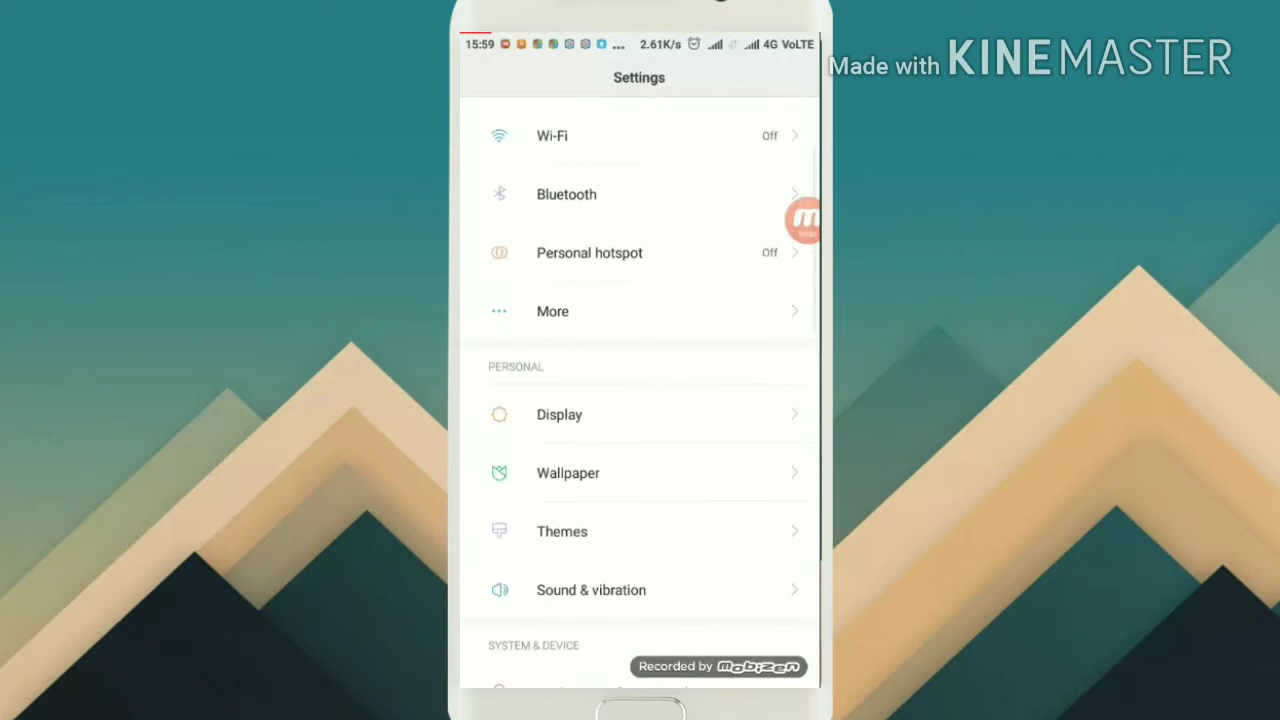 Made with KINEMASTER
15:59 ... 2.61K/s 4G VoLTE
Settings
Wi-Fi Off
Bluetooth
Personal hotspot Off
More
PERSONAL
Display
Wallpaper
Themes
Sound & vibration
SYSTEM & DEVICE
Recorded by mobizen